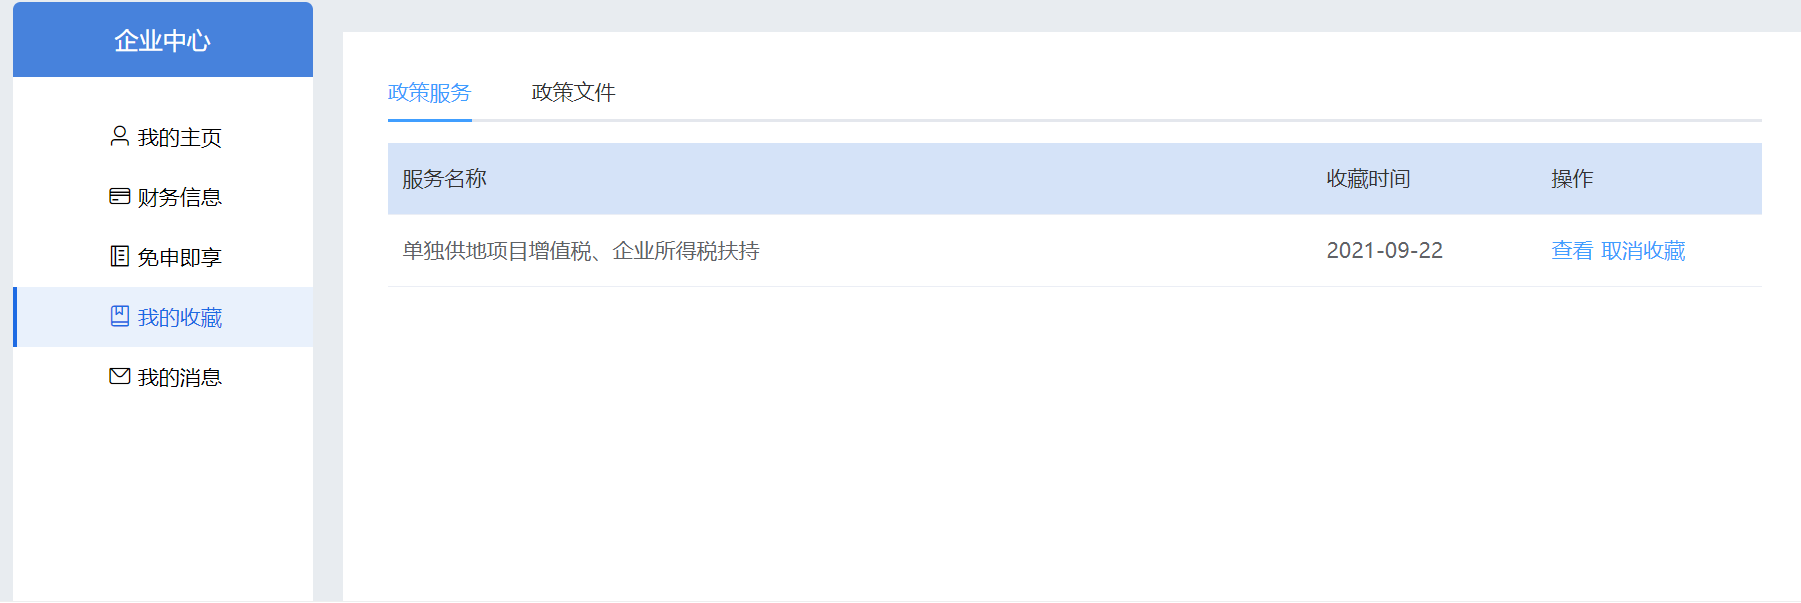 企业中心
我的主页
财务信息
免申即享
我的收藏
我的消息
政策服务 政策文件
服务名称 收藏时间 操作
单独供地项目增值税、企业所得税扶持 2021-09-22 查看 取消收藏